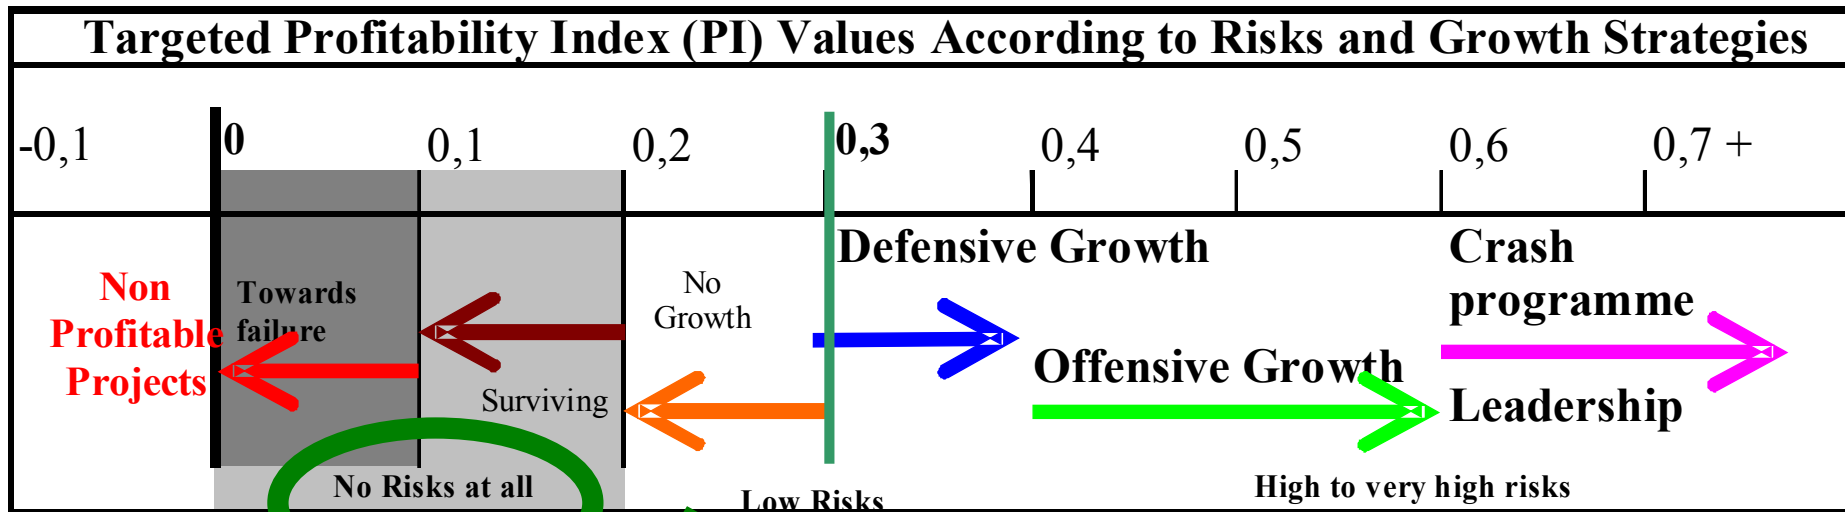 Targeted Profitability Index (PI) Values According to Risks and Growth Strategies
-0,1
0
0,1
0,2
0,3
0,4
0,5
0,6
0,7 +
Non
Profitable
Projects
Towards
failure
Surviving
No
Growth
Defensive Growth
Offensive Growth
Crash
programme
Leadership
No Risks at all
Low Risks
High to very high risks